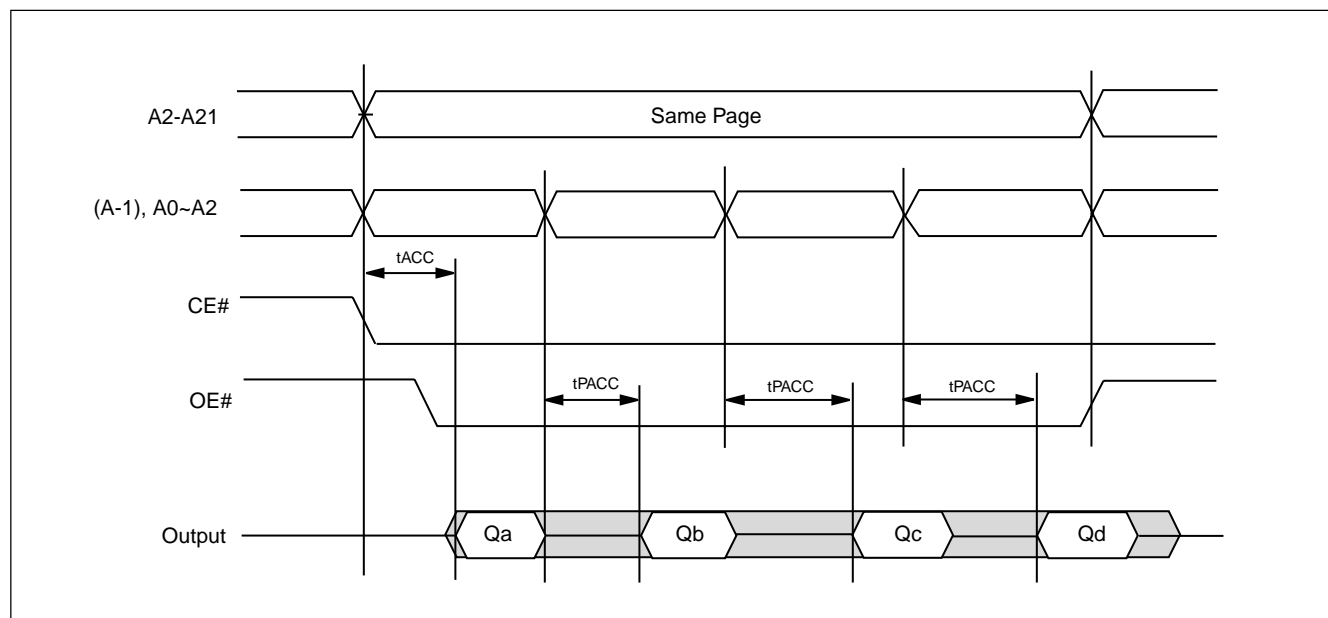 A2-A21
Same Page
(A-1), A0~A2
tACC
CE#
OE#
tPACC
tPACC
tPACC
Output
Qa
Qb
Qc
Qd